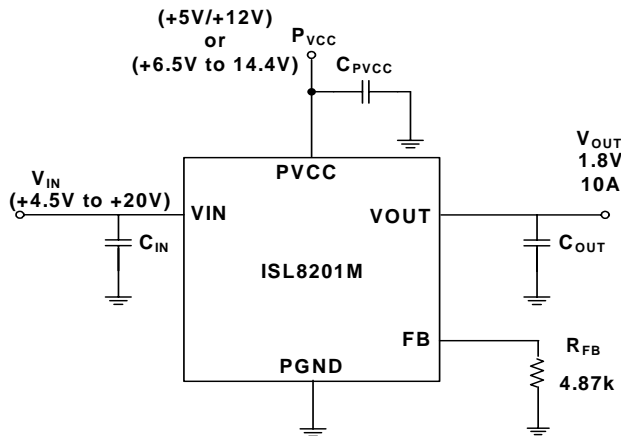 (+5V/+12V)
or
(+6.5V to 14.4V)
PVCC
CPVCC
VOUT
1.8V
10A
VIN
(+4.5V to +20V)
PVCC
VIN
VOUT
CIN
COUT
ISL8201M
FB
RFB
PGND
4.87k